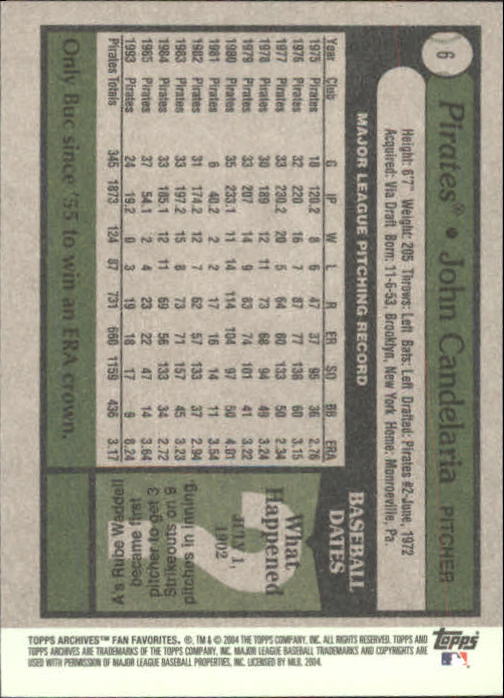 6
Pirates® • John Candelaria PITCHER
Height: 6'7" Weight: 205 Throws: Left Bats: Left Drafted: Pirates #2-June, 1972
Acquired: Via Draft Born: 11-6-53, Brooklyn, New York Home: Monroeville, Pa.
MAJOR LEAGUE PITCHING RECORD
Year Club G IP W L R ER SO BB ERA
1975 Pirates 18 120.2 8 6 47 37 95 36 2.76
1976 Pirates 32 220 16 7 87 77 138 60 3.15
1977 Pirates 33 230.2 20 5 64 60 133 50 2.34
1978 Pirates 30 189 12 11 73 68 94 49 3.24
1979 Pirates 33 207 14 9 83 74 101 41 3.22
1980 Pirates 35 233.1 11 14 114 104 97 50 4.01
1981 Pirates 6 40.2 2 2 17 16 14 11 3.54
1982 Pirates 31 174.2 12 7 62 57 133 37 2.94
1983 Pirates 33 197.2 15 8 73 71 157 45 3.23
1984 Pirates 33 185.1 12 11 69 56 133 34 2.72
1985 Pirates 37 54.1 2 4 23 22 47 14 3.64
1993 Pirates 24 19.2 0 3 19 18 17 9 8.24
Pirates Totals 345 1873 124 87 731 660 1159 436 3.17
Only Buc since '55 to win an ERA crown.
BASEBALL
DATES
What
Happened
JULY 1,
1902
?
A's Rube Waddell
became first
pitcher to get 3
Strikeouts on 9
pitches in inning
topps
TOPPS ARCHIVES™ FAN FAVORITES. ®, TM & © 2004 THE TOPPS COMPANY, INC. ALL RIGHTS RESERVED. TOPPS AND
TOPPS ARCHIVES ARE TRADEMARKS OF THE TOPPS COMPANY, INC. MAJOR LEAGUE BASEBALL TRADEMARKS AND COPYRIGHTS ARE
USED WITH PERMISSION OF MAJOR LEAGUE BASEBALL PROPERTIES, INC. LICENSED BY MLB, 2004.